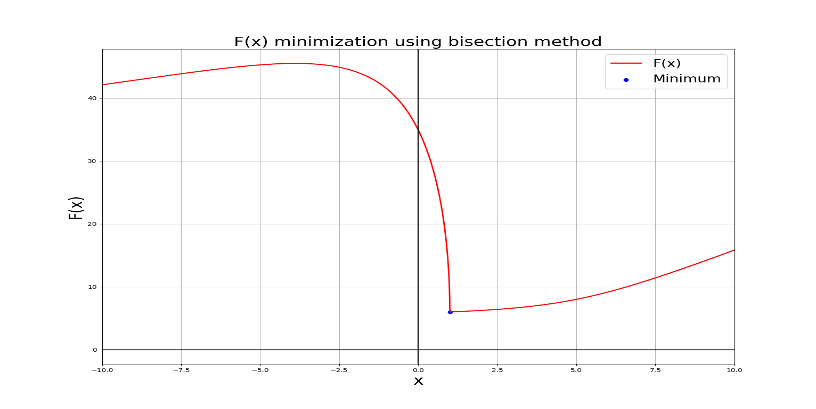 F(x) minimization using bisection method
F(x)
Minimum
F(x)
40
30
20
10
0
−10.0 −7.5 −5.0 −2.5 0.0 2.5 5.0 7.5 10.0
x